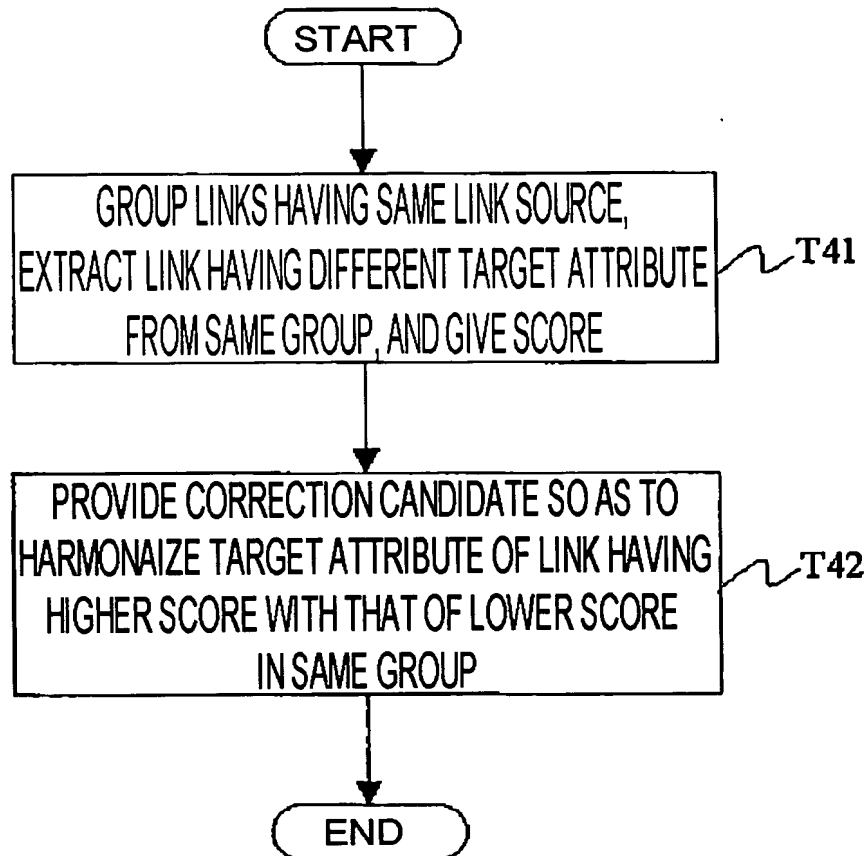 START
GROUP LINKS HAVING SAME LINK SOURCE,
EXTRACT LINK HAVING DIFFERENT TARGET ATTRIBUTE
FROM SAME GROUP, AND GIVE SCORE
T41
PROVIDE CORRECTION CANDIDATE SO AS TO
HARMONAIZE TARGET ATTRIBUTE OF LINK HAVING
HIGHER SCORE WITH THAT OF LOWER SCORE
IN SAME GROUP
T42
END